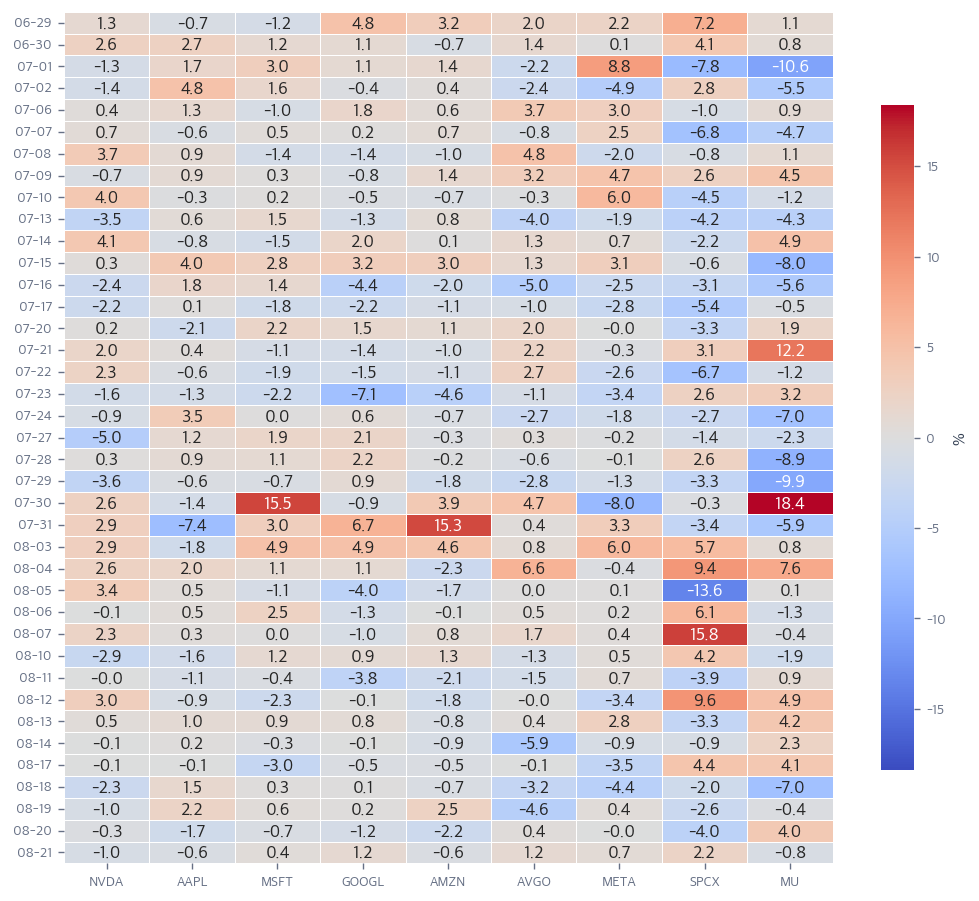 06-29 1.3 -0.7 -1.2 4.8 3.2 2.0 2.2 7.2 1.1
06-30 2.6 2.7 1.2 1.1 -0.7 1.4 0.1 4.1 0.8
07-01 -1.3 1.7 3.0 1.1 1.4 -2.2 8.8 -7.8 -10.6
07-02 -1.4 4.8 1.6 -0.4 0.4 -2.4 -4.9 2.8 -5.5
07-06 0.4 1.3 -1.0 1.8 0.6 3.7 3.0 -1.0 0.9
07-07 0.7 -0.6 0.5 0.2 0.7 -0.8 2.5 -6.8 -4.7
07-08 3.7 0.9 -1.4 -1.4 -1.0 4.8 -2.0 -0.8 1.1
07-09 -0.7 0.9 0.3 -0.8 1.4 3.2 4.7 2.6 4.5
07-10 4.0 -0.3 0.2 -0.5 -0.7 -0.3 6.0 -4.5 -1.2
07-13 -3.5 0.6 1.5 -1.3 0.8 -4.0 -1.9 -4.2 -4.3
07-14 4.1 -0.8 -1.5 2.0 0.1 1.3 0.7 -2.2 4.9
07-15 0.3 4.0 2.8 3.2 3.0 1.3 3.1 -0.6 -8.0
07-16 -2.4 1.8 1.4 -4.4 -2.0 -5.0 -2.5 -3.1 -5.6
07-17 -2.2 0.1 -1.8 -2.2 -1.1 -1.0 -2.8 -5.4 -0.5
07-20 0.2 -2.1 2.2 1.5 1.1 2.0 -0.0 -3.3 1.9
07-21 2.0 0.4 -1.1 -1.4 -1.0 2.2 -0.3 3.1 12.2
07-22 2.3 -0.6 -1.9 -1.5 -1.1 2.7 -2.6 -6.7 -1.2
07-23 -1.6 -1.3 -2.2 -7.1 -4.6 -1.1 -3.4 2.6 3.2
07-24 -0.9 3.5 0.0 0.6 -0.7 -2.7 -1.8 -2.7 -7.0
07-27 -5.0 1.2 1.9 2.1 -0.3 0.3 -0.2 -1.4 -2.3
07-28 0.3 0.9 1.1 2.2 -0.2 -0.6 -0.1 2.6 -8.9
07-29 -3.6 -0.6 -0.7 0.9 -1.8 -2.8 -1.3 -3.3 -9.9
07-30 2.6 -1.4 15.5 -0.9 3.9 4.7 -8.0 -0.3 18.4
07-31 2.9 -7.4 3.0 6.7 15.3 0.4 3.3 -3.4 -5.9
08-03 2.9 -1.8 4.9 4.9 4.6 0.8 6.0 5.7 0.8
08-04 2.6 2.0 1.1 1.1 -2.3 6.6 -0.4 9.4 7.6
08-05 3.4 0.5 -1.1 -4.0 -1.7 0.0 0.1 -13.6 0.1
08-06 -0.1 0.5 2.5 -1.3 -0.1 0.5 0.2 6.1 -1.3
08-07 2.3 0.3 0.0 -1.0 0.8 1.7 0.4 15.8 -0.4
08-10 -2.9 -1.6 1.2 0.9 1.3 -1.3 0.5 4.2 -1.9
08-11 -0.0 -1.1 -0.4 -3.8 -2.1 -1.5 0.7 -3.9 0.9
08-12 3.0 -0.9 -2.3 -0.1 -1.8 -0.0 -3.4 9.6 4.9
08-13 0.5 1.0 0.9 0.8 -0.8 0.4 2.8 -3.3 4.2
08-14 -0.1 0.2 -0.3 -0.1 -0.9 -5.9 -0.9 -0.9 2.3
08-17 -0.1 -0.1 -3.0 -0.5 -0.5 -0.1 -3.5 4.4 4.1
08-18 -2.3 1.5 0.3 0.1 -0.7 -3.2 -4.4 -2.0 -7.0
08-19 -1.0 2.2 0.6 0.2 2.5 -4.6 0.4 -2.6 -0.4
08-20 -0.3 -1.7 -0.7 -1.2 -2.2 0.4 -0.0 -4.0 4.0
08-21 -1.0 -0.6 0.4 1.2 -0.6 1.2 0.7 2.2 -0.8
NVDA AAPL MSFT GOOGL AMZN AVGO META SPCX MU
15
10
5
0
-5
-10
-15
%